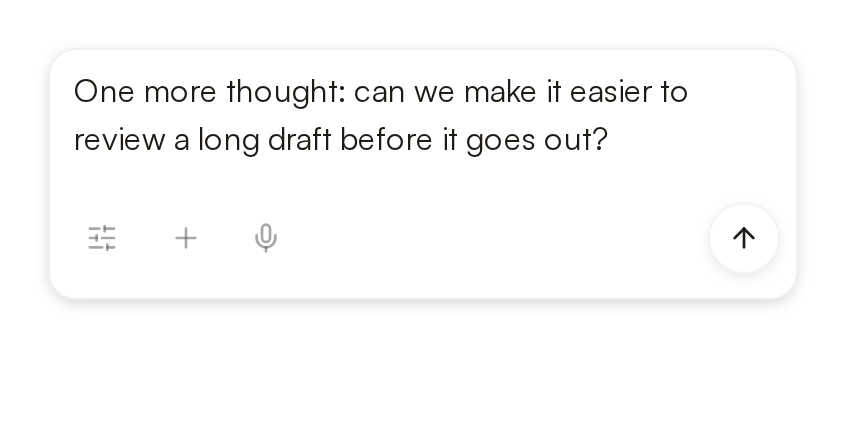 One more thought: can we make it easier to
review a long draft before it goes out?